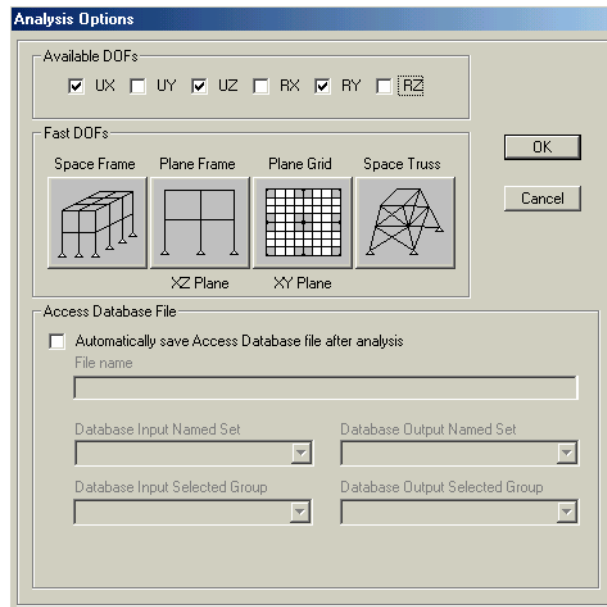 Analysis Options
Available DOFs
UX UY UZ RX RY RZ
Fast DOFs
Space Frame Plane Frame Plane Grid Space Truss
XZ Plane XY Plane
OK
Cancel
Access Database File
Automatically save Access Database file after analysis
File name
Database Input Named Set Database Output Named Set
Database Input Selected Group Database Output Selected Group